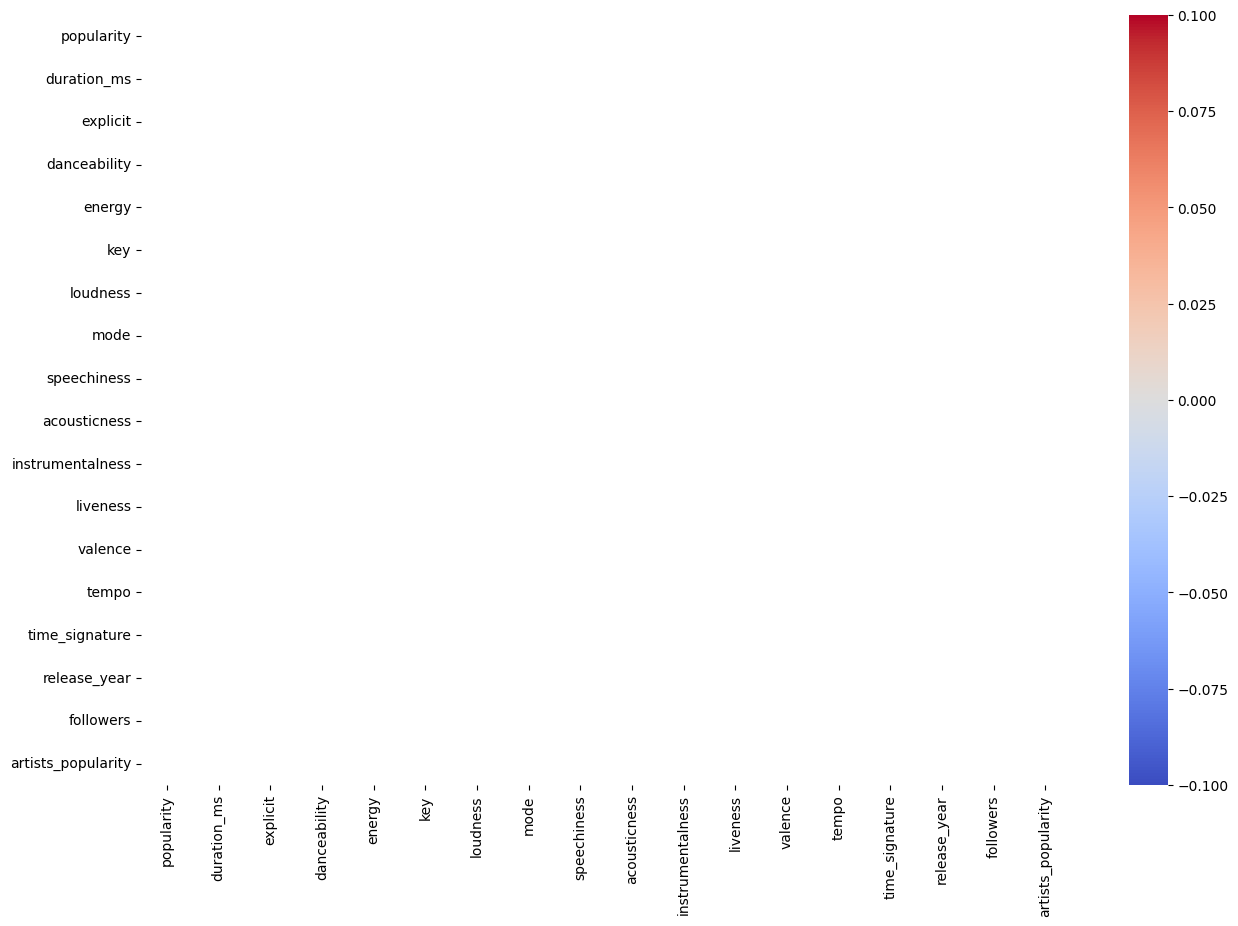 popularity
duration_ms
explicit
danceability
energy
key
loudness
mode
speechiness
acousticness
instrumentalness
liveness
valence
tempo
time_signature
release_year
followers
artists_popularity
popularity
duration_ms
explicit
danceability
energy
key
loudness
mode
speechiness
acousticness
instrumentalness
liveness
valence
tempo
time_signature
release_year
followers
artists_popularity
0.100
0.075
0.050
0.025
0.000
−0.025
−0.050
−0.075
−0.100